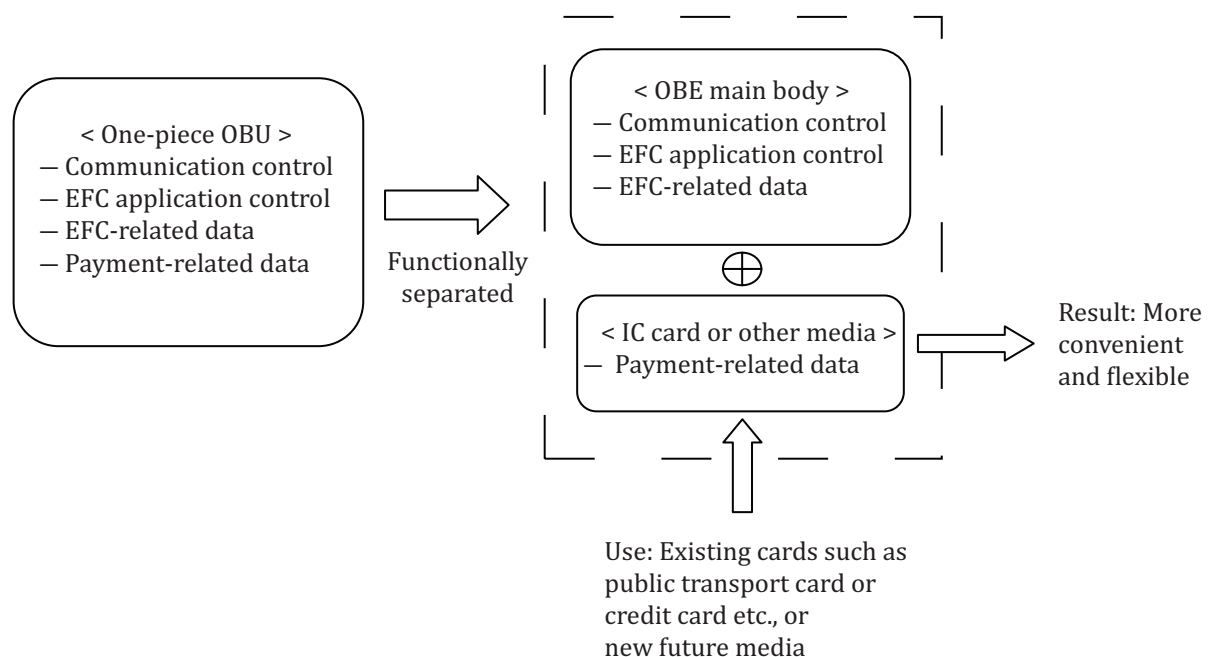 < One-piece OBU >
— Communication control
— EFC application control
— EFC-related data
— Payment-related data
Functionally
separated
< OBE main body >
— Communication control
— EFC application control
— EFC-related data
< IC card or other media >
— Payment-related data
Result: More
convenient
and flexible
Use: Existing cards such as
public transport card or
credit card etc., or
new future media